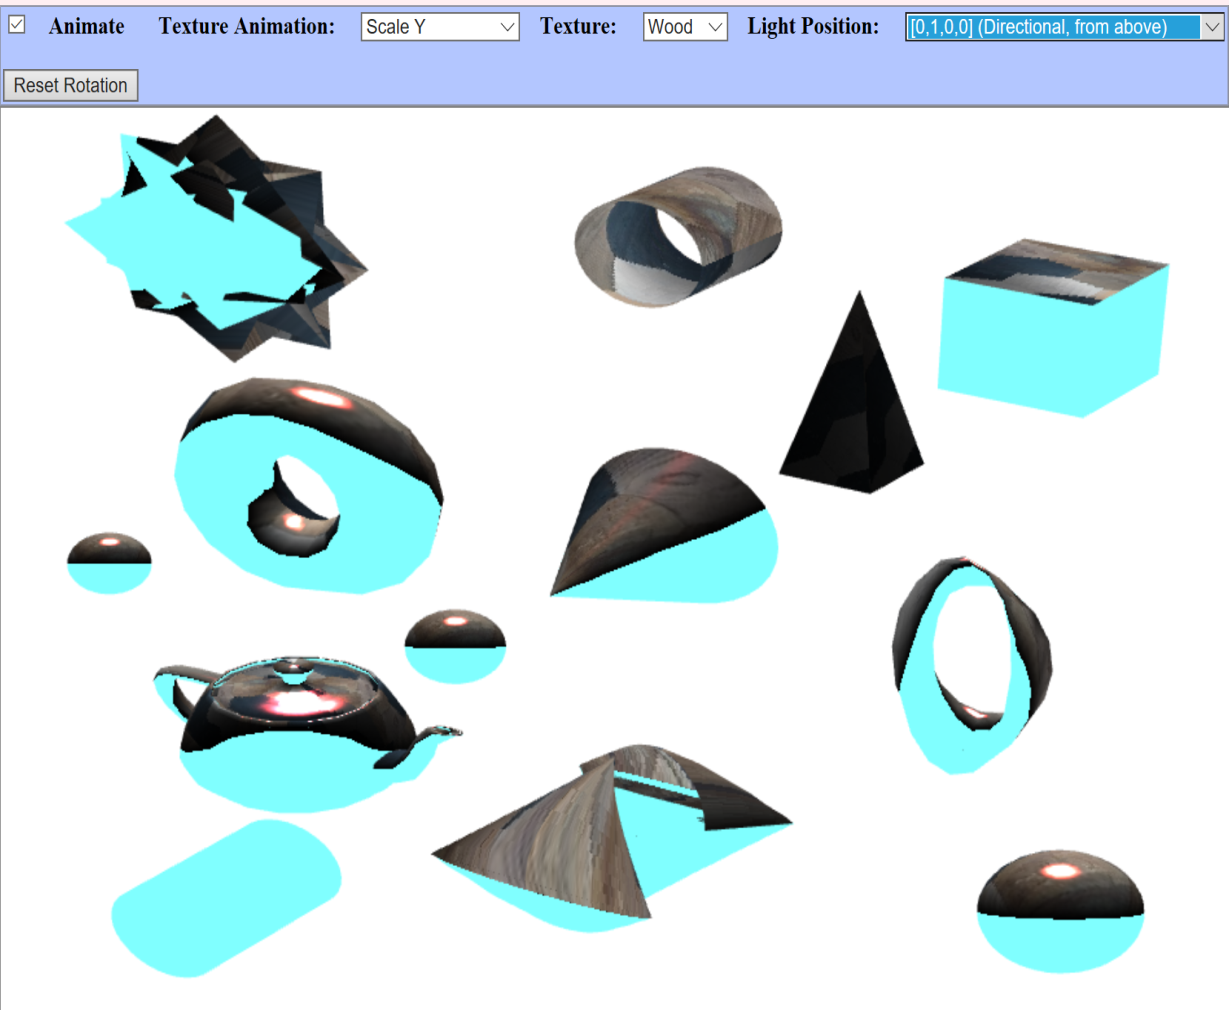 Animate Texture Animation: Scale Y Texture: Wood Light Position: [0,1,0,0] (Directional, from above)
Reset Rotation